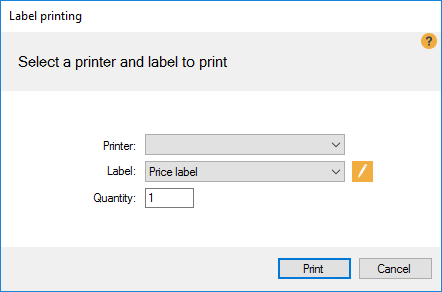 Label printing
?
Select a printer and label to print
Printer:
Label: Price label
Quantity: 1
Print Cancel